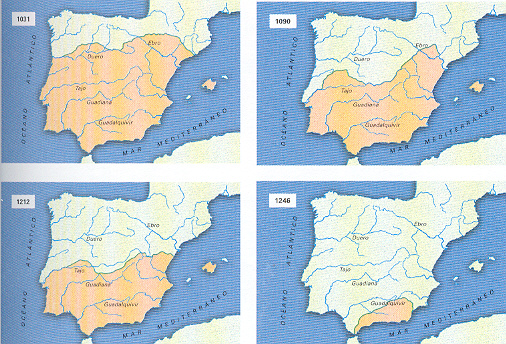 1031
Ebro
Duero
Tajo
Guadiana
Guadalquivir
OCÉANO ATLÁNTICO
MAR MEDITERRÁNEO
1090
Ebro
Duero
Tajo
Guadiana
Guadalquivir
OCÉANO ATLÁNTICO
MAR MEDITERRÁNEO
1212
Ebro
Duero
Tajo
Guadiana
Guadalquivir
OCÉANO ATLÁNTICO
MAR MEDITERRÁNEO
1246
Ebro
Duero
Tajo
Guadiana
Guadalquivir
OCÉANO ATLÁNTICO
MAR MEDITERRÁNEO